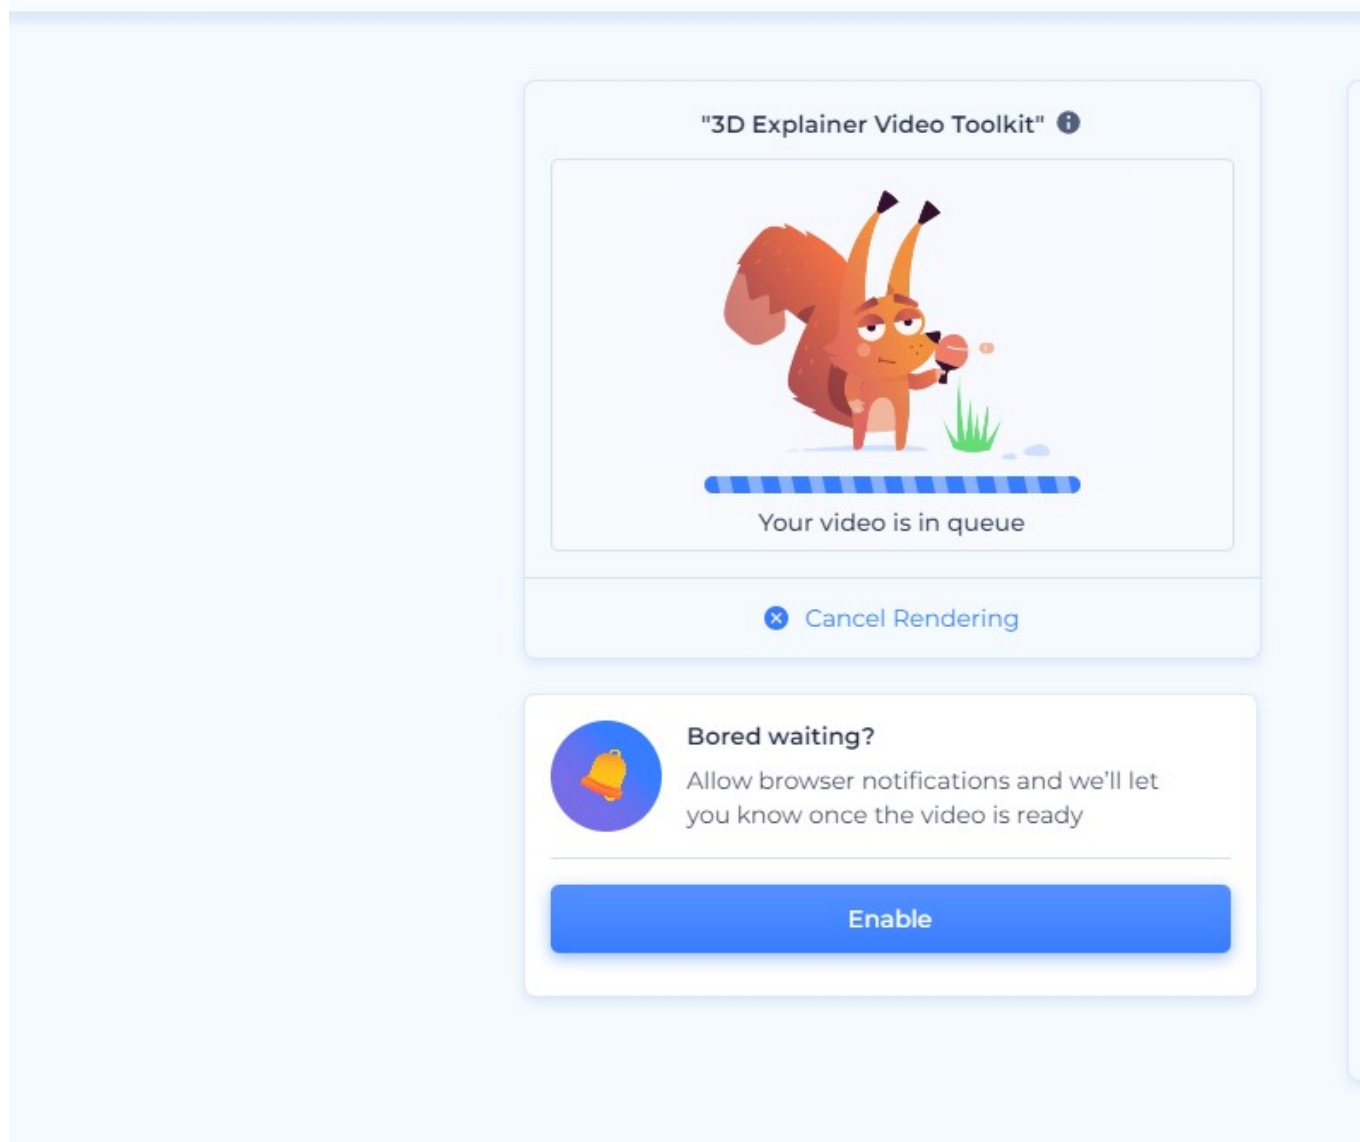 "3D Explainer Video Toolkit"
Your video is in queue
Cancel Rendering
Bored waiting?
Allow browser notifications and we’ll let
you know once the video is ready
Enable